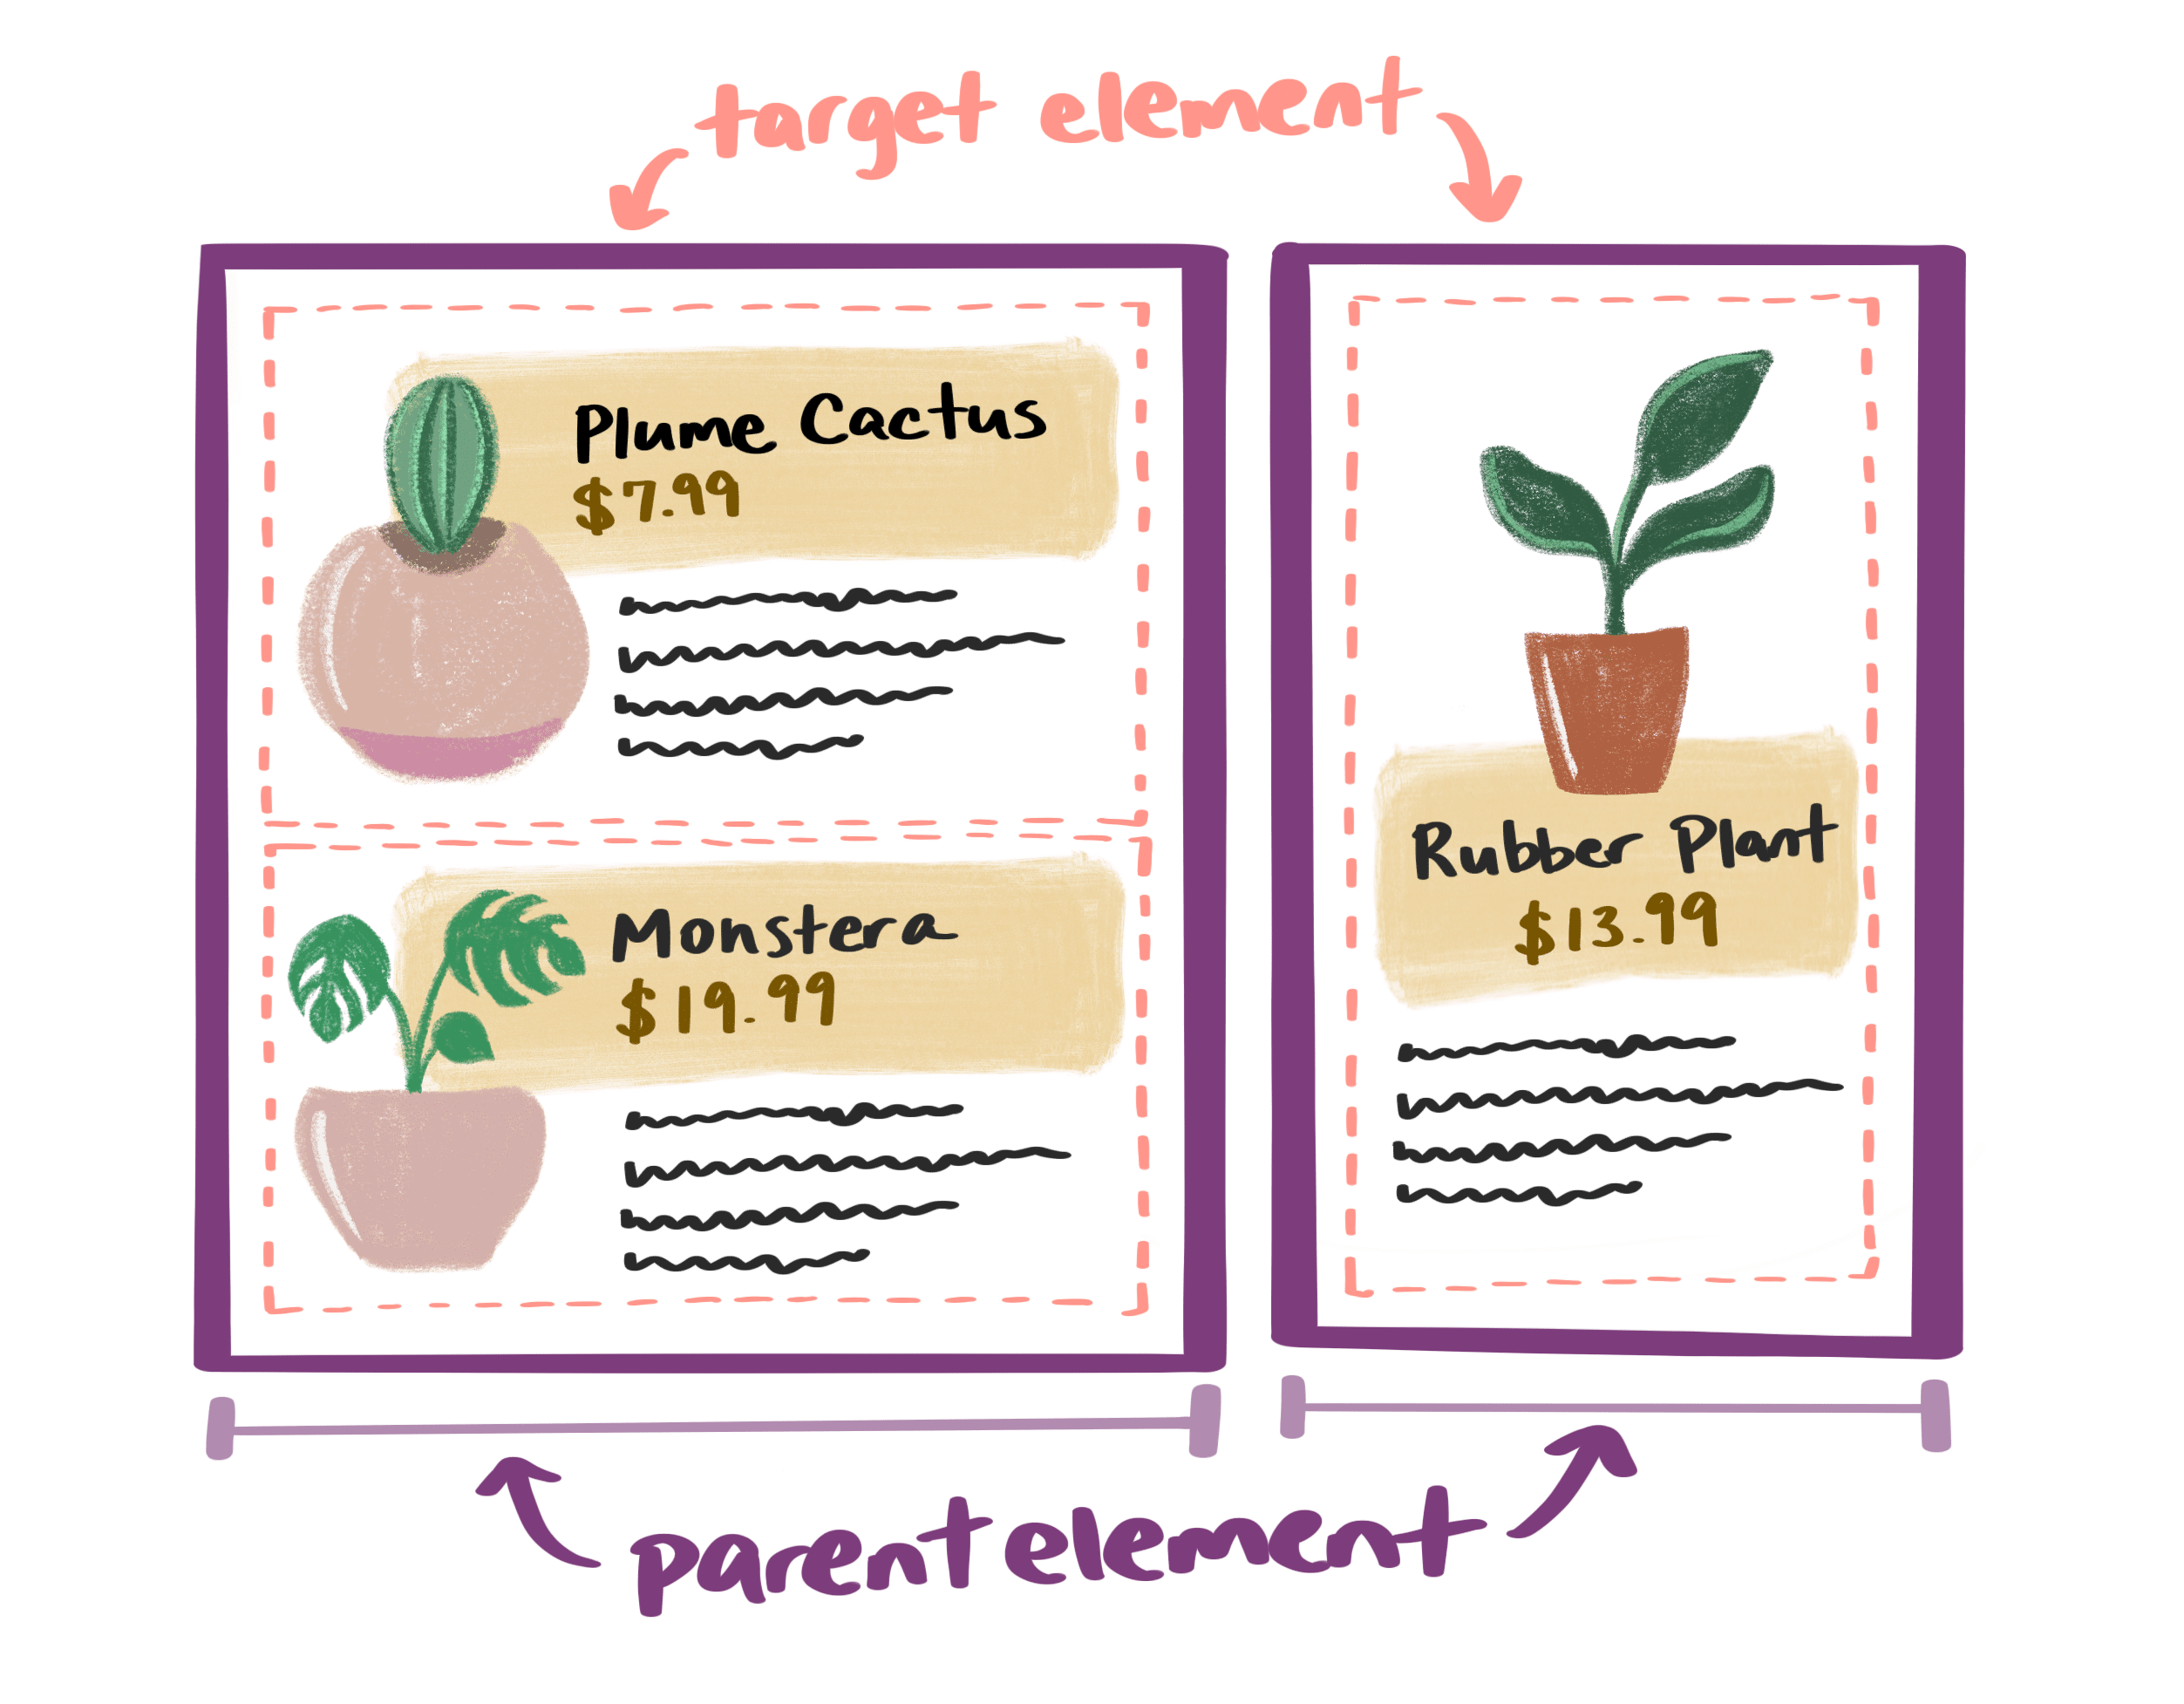 target element
Plume Cactus
$7.99
Monstera
$19.99
Rubber Plant
$13.99
parent element